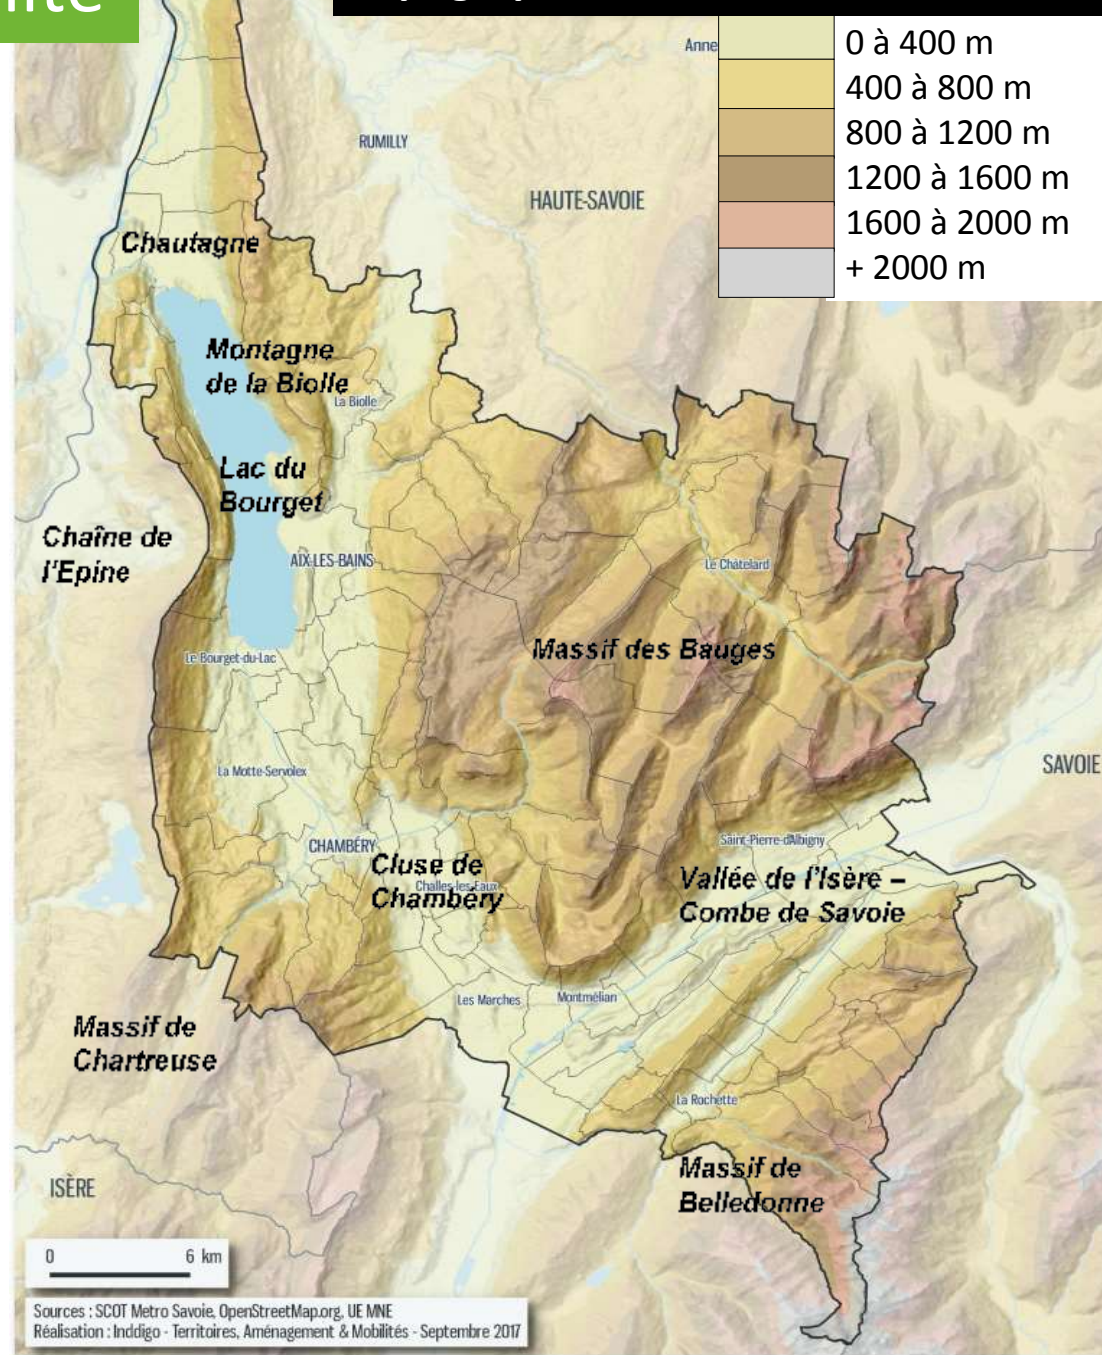 Anne
0 à 400 m
400 à 800 m
800 à 1200 m
1200 à 1600 m
1600 à 2000 m
+ 2000 m
RUMILLY
HAUTE-SAVOIE
Chautagne
Montagne
de la Biolle
La Biolle
Lac du
Bourget
Chaîne de
l'Epine
AIX-LES-BAINS
Le Châtelard
Massif des Bauges
Le Bourget-du-Lac
La Motte-Servolex
SAVOIE
CHAMBÉRY
Saint-Pierre-d'Albigny
Cluse de
Chambéry
Challes-les-Eaux
Vallée de l'Isère –
Combe de Savoie
Les Marches
Montmélian
Massif de
Chartreuse
La Rochette
Massif de
Belledonne
ISÈRE
0 6 km
Sources : SCOT Metro Savoie, OpenStreetMap.org, UE MNE
Réalisation : Inddigo - Territoires, Aménagement & Mobilités - Septembre 2017